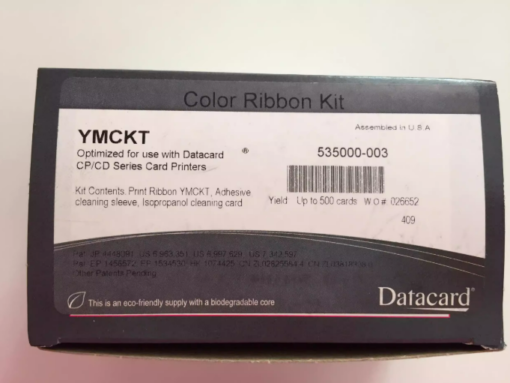 Color Ribbon Kit
Assembled in U.S.A
YMCKT
Optimized for use with Datacard ®
CP/CD Series Card Printers
535000-003
Kit Contents. Print Ribbon YMCKT, Adhesive
cleaning sleeve, Isopropanol cleaning card
Yield: Up to 500 cards W.O #: 026652
409
Your Patents Pending
This is an eco-friendly supply with a biodegradable core
Datacard®